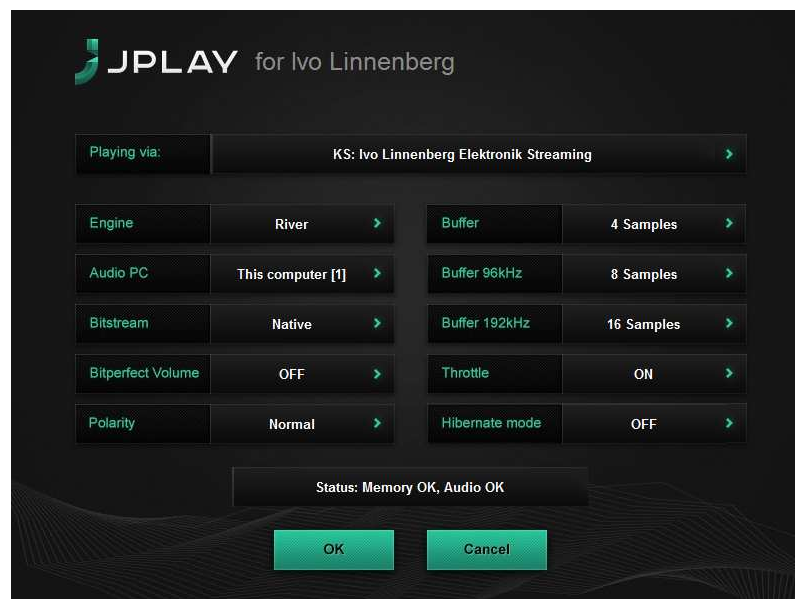 JPLAY for Ivo Linnenberg
Playing via: KS: Ivo Linnenberg Elektronik Streaming
Engine River Buffer 4 Samples
Audio PC This computer [1] Buffer 96kHz 8 Samples
Bitstream Native Buffer 192kHz 16 Samples
Bitperfect Volume OFF Throttle ON
Polarity Normal Hibernate mode OFF
Status: Memory OK, Audio OK
OK Cancel